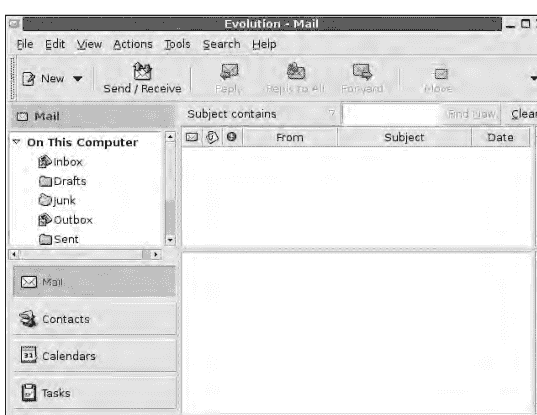 Evolution - Mail
File Edit View Actions Tools Search Help
New Send / Receive Reply Reply to All Forward Move
Mail Subject contains Find Now Clear
On This Computer From Subject Date
Inbox
Drafts
Junk
Outbox
Sent
Mail
Contacts
Calendars
Tasks